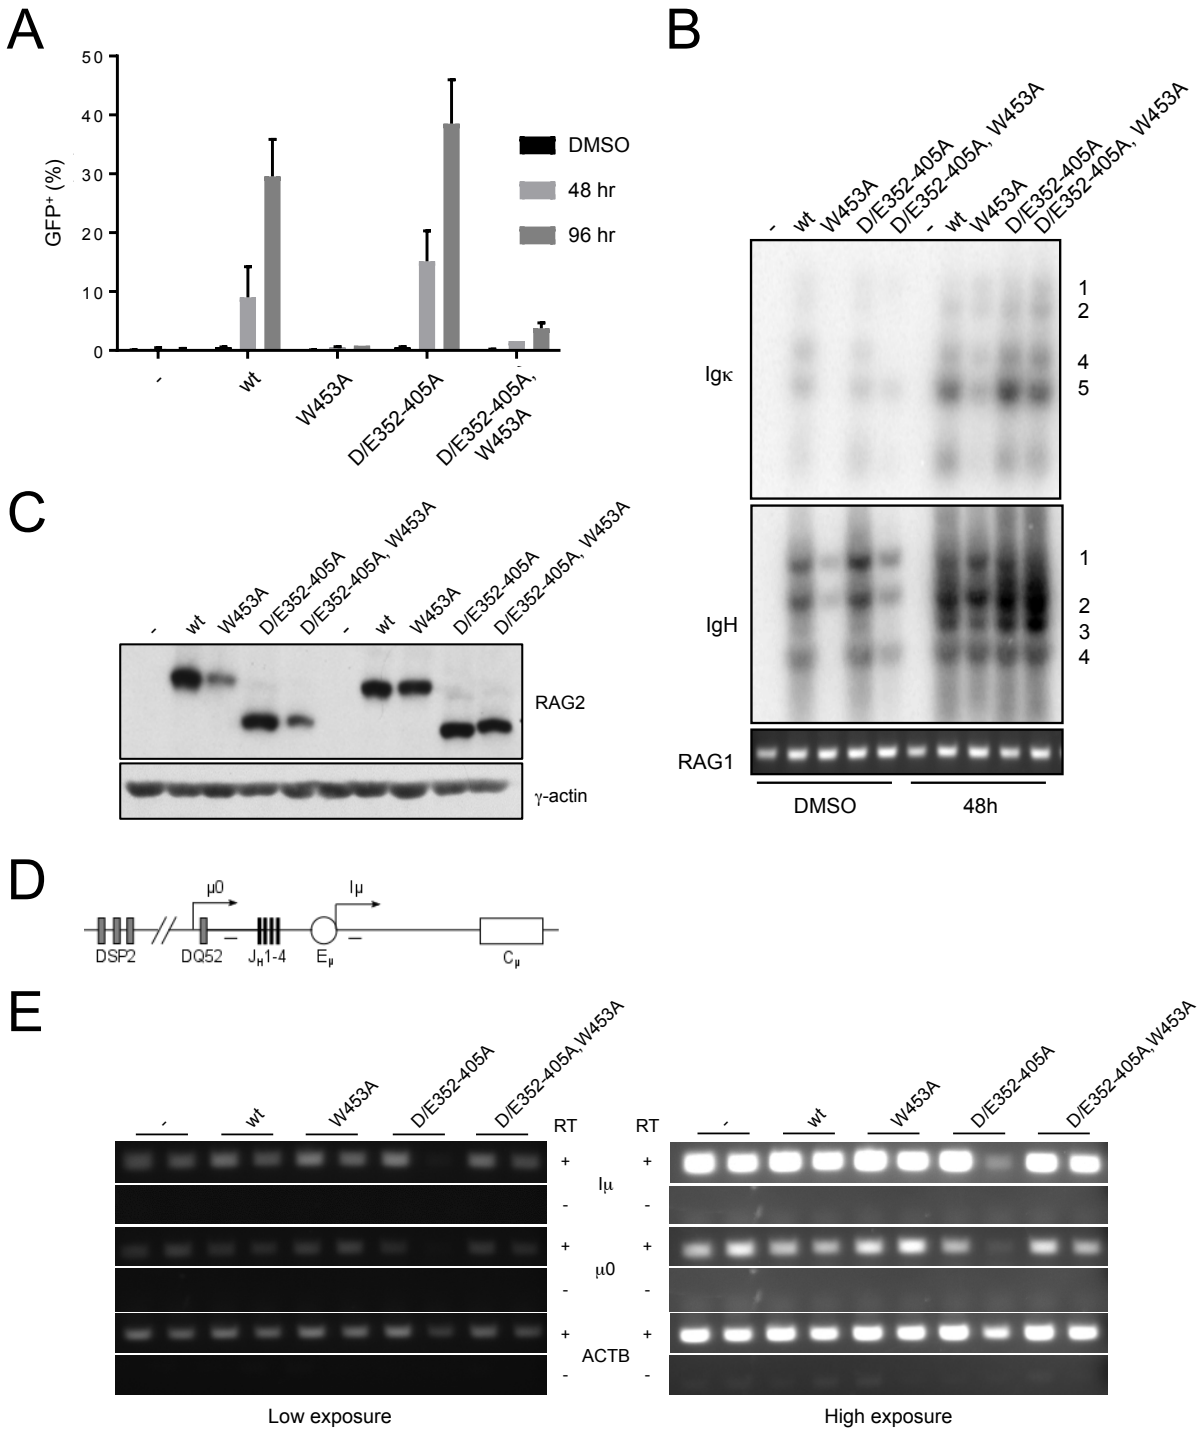 A
50
40
30
20
10
0
GFP+ (%)
DMSO
48 hr
96 hr
-
wt
W453A
D/E352-405A
D/E352-405A,
W453A
B
-
wt
W453A
D/E352-405A
D/E352-405A, W453A
-
wt
W453A
D/E352-405A
D/E352-405A, W453A
Igκ
1
2
4
5
IgH
1
2
3
4
RAG1
DMSO
48h
C
-
wt
W453A
D/E352-405A
D/E352-405A, W453A
-
wt
W453A
D/E352-405A
D/E352-405A, W453A
RAG2
γ-actin
D
μ0
Iμ
DSP2
DQ52
JH1-4
Eμ
Cμ
E
-
wt
W453A
D/E352-405A
D/E352-405A,W453A
RT
RT
-
wt
W453A
D/E352-405A
D/E352-405A,W453A
+ +
Iμ
- -
+ +
μ0
- -
+ +
ACTB
- -
Low exposure
High exposure